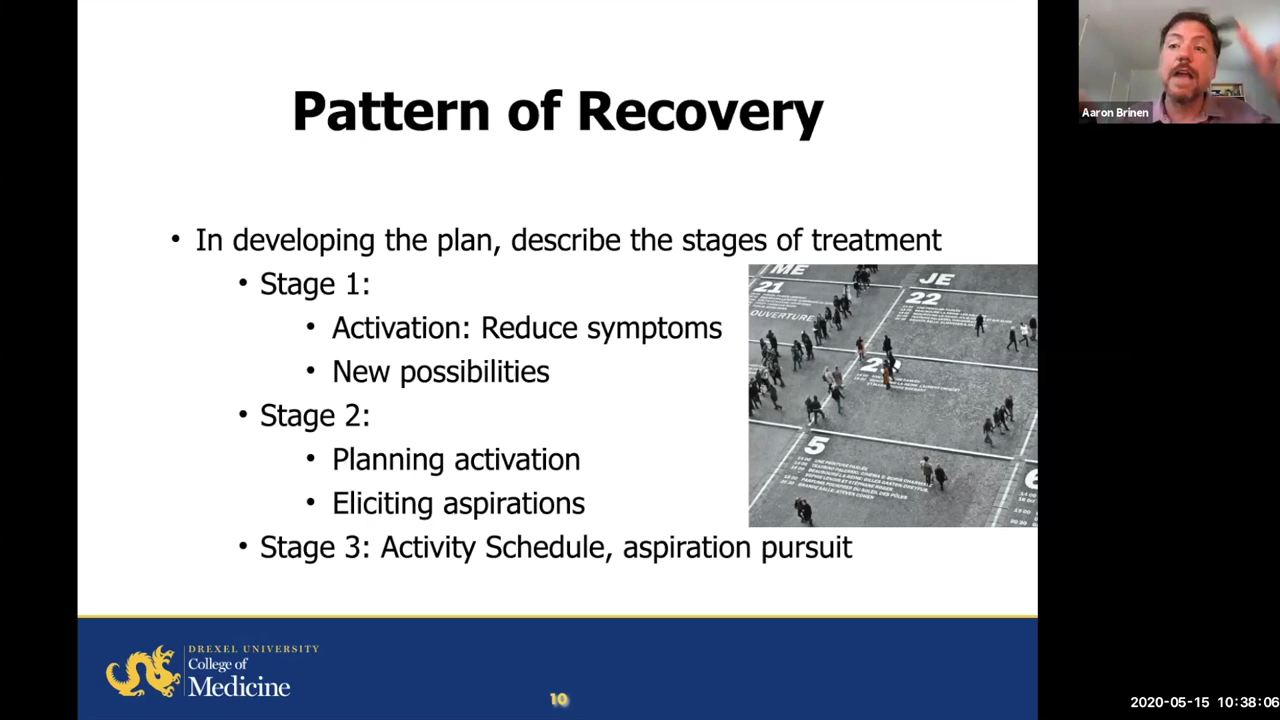 Pattern of Recovery
• In developing the plan, describe the stages of treatment
• Stage 1:
• Activation: Reduce symptoms
• New possibilities
• Stage 2:
• Planning activation
• Eliciting aspirations
• Stage 3: Activity Schedule, aspiration pursuit
ME
21
OUVERTURE
JE
22
5
6
DREXEL UNIVERSITY
College of
Medicine
10
Aaron Brinen
2020-05-15 10:38:06